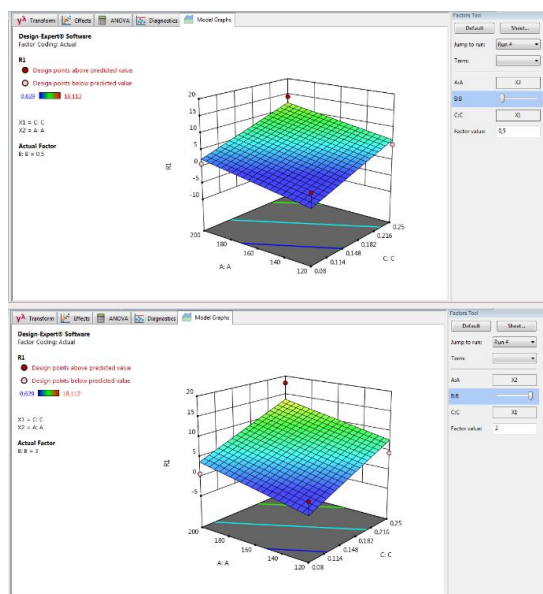 Transform Effects ANOVA Diagnostics Model Graphs
Design-Expert® Software
Factor Coding: Actual
R1
Design points above predicted value
Design points below predicted value
0,629 18,112
X1 = C: C
X2 = A: A
Actual Factor
B: B = 0,5
R1
20
15
10
5
0
-5
-10
200
180
160
140
120
A: A
0,08
0,114
0,148
0,182
0,216
0,25
C: C
Factors Tool
Default Sheet...
Jump to run: Run #
Term:
A:A X2
B:B
C:C X1
Factor value: 0,5
Transform Effects ANOVA Diagnostics Model Graphs
Design-Expert® Software
Factor Coding: Actual
R1
Design points above predicted value
Design points below predicted value
0,629 18,112
X1 = C: C
X2 = A: A
Actual Factor
B: B = 3
R1
20
15
10
5
0
-5
200
180
160
140
120
A: A
0,08
0,114
0,148
0,182
0,216
0,25
C: C
Factors Tool
Default Sheet...
Jump to run: Run #
Term:
A:A X2
B:B
C:C X1
Factor value: 2